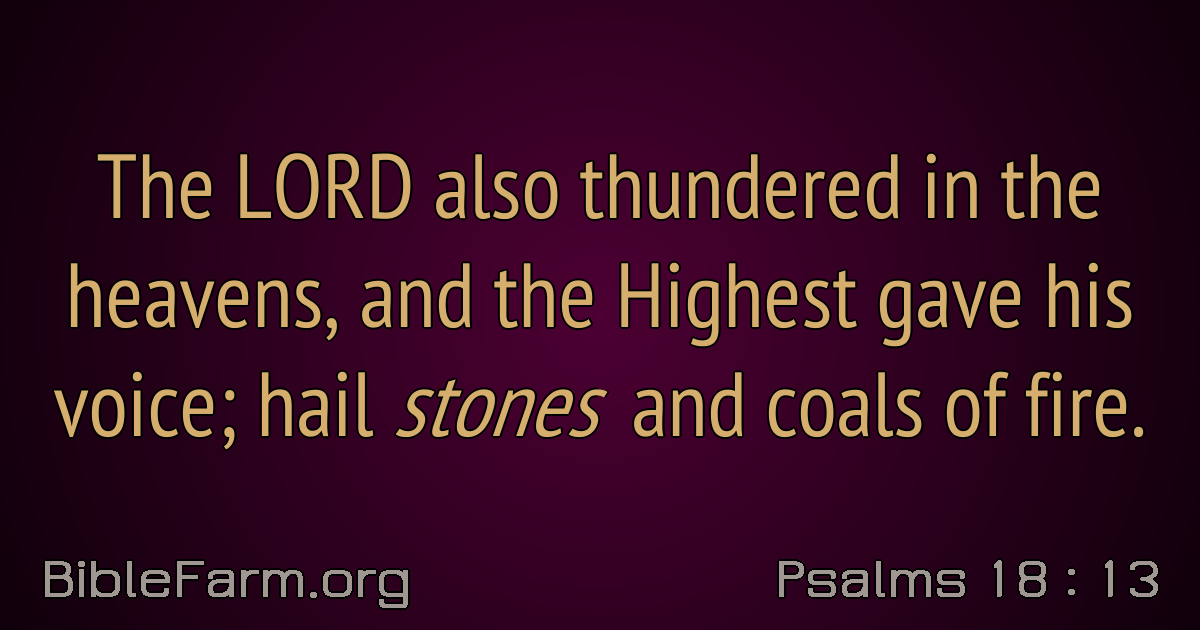 The LORD also thundered in the
heavens, and the Highest gave his
voice; hail stones and coals of fire.
BibleFarm.org
Psalms 18 : 13